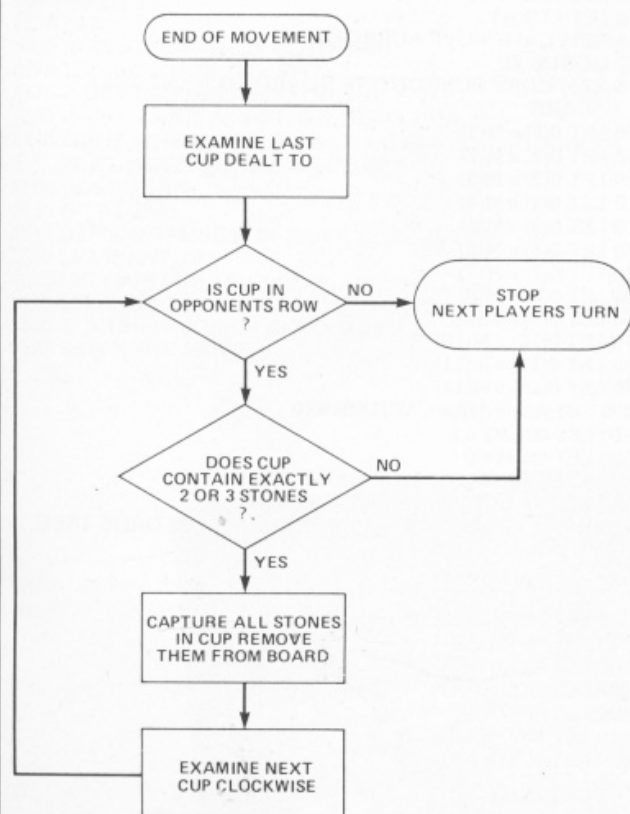 END OF MOVEMENT
EXAMINE LAST
CUP DEALT TO
IS CUP IN
OPPONENTS ROW
?
NO
STOP
NEXT PLAYERS TURN
YES
DOES CUP
CONTAIN EXACTLY
2 OR 3 STONES
?
NO
YES
CAPTURE ALL STONES
IN CUP REMOVE
THEM FROM BOARD
EXAMINE NEXT
CUP CLOCKWISE